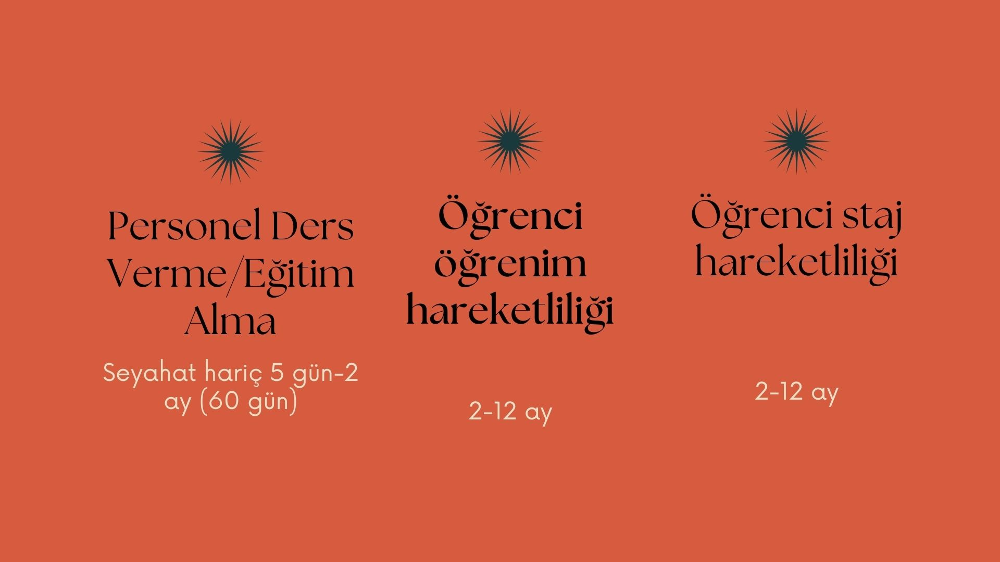 Personel Ders
Verme/Eğitim
Alma
Seyahat hariç 5 gün-2
ay (60 gün)
Öğrenci
öğrenim
hareketliliği
2-12 ay
Öğrenci staj
hareketliliği
2-12 ay